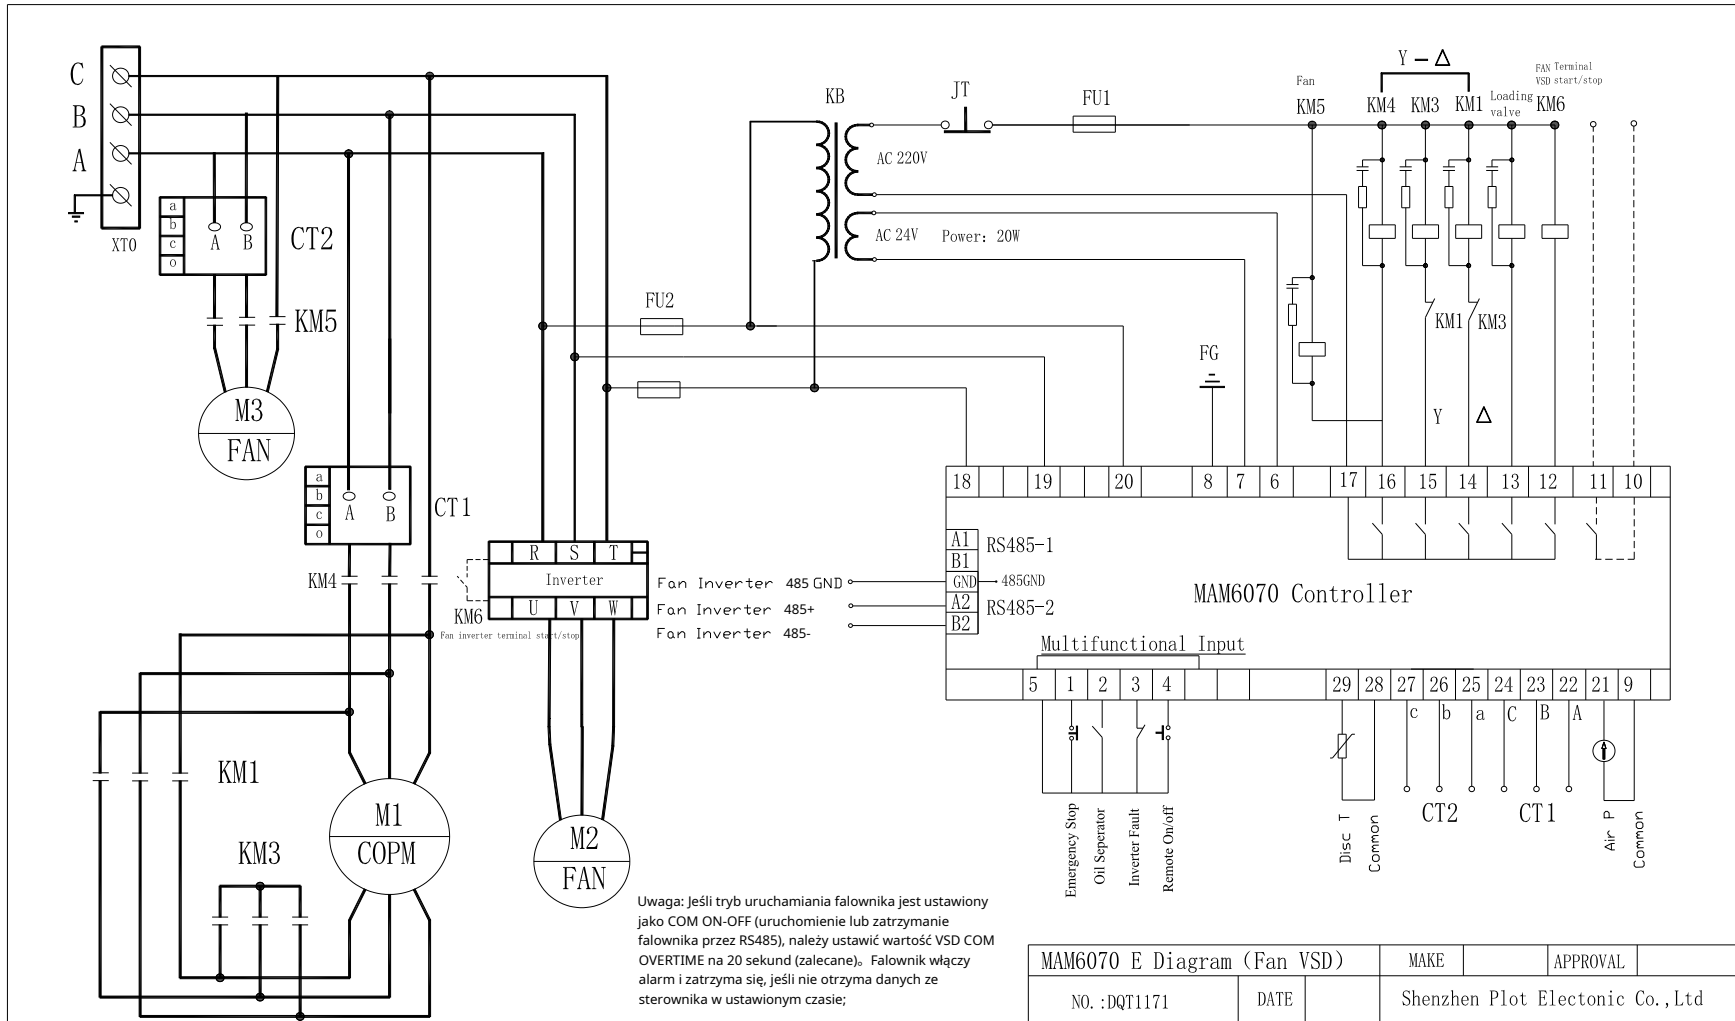 C
B
A
XT0
a
b
c
o
A B
CT2
KM5
M3
FAN
a
b
c
o
A B
CT1
KM4
KM6
Fan inverter terminal start/stop
R S T
Inverter
U V W
KM1
KM3
M1
COPM
M2
FAN
KB
JT
FU1
AC 220V
AC 24V Power: 20W
FU2
FG
Y — Δ
Fan
KM5
KM4 KM3 KM1
Loading
valve
FAN Terminal
VSD start/stop
KM6
KM1 KM3
Y Δ
18 19 20 8 7 6 17 16 15 14 13 12 11 10
A1
B1
RS485-1
GND 485GND
A2
B2
RS485-2
Fan Inverter 485 GND
Fan Inverter 485+
Fan Inverter 485-
MAM6070 Controller
Multifunctional Input
5 1 2 3 4 29 28 27 26 25 24 23 22 21 9
c b a C B A
CT2 CT1
Emergency Stop
Oil Seperator
Inverter Fault
Remote On/off
Disc T
Common
Air P
Common
Uwaga: Jeśli tryb uruchamiania falownika jest ustawiony
jako COM ON-OFF (uruchomienie lub zatrzymanie
falownika przez RS485), należy ustawić wartość VSD COM
OVERTIME na 20 sekund (zalecane)。Falownik włączy
alarm i zatrzyma się, jeśli nie otrzyma danych ze
sterownika w ustawionym czasie;
MAM6070 E Diagram (Fan VSD) MAKE APPROVAL
NO.:DQT1171 DATE Shenzhen Plot Electonic Co.,Ltd